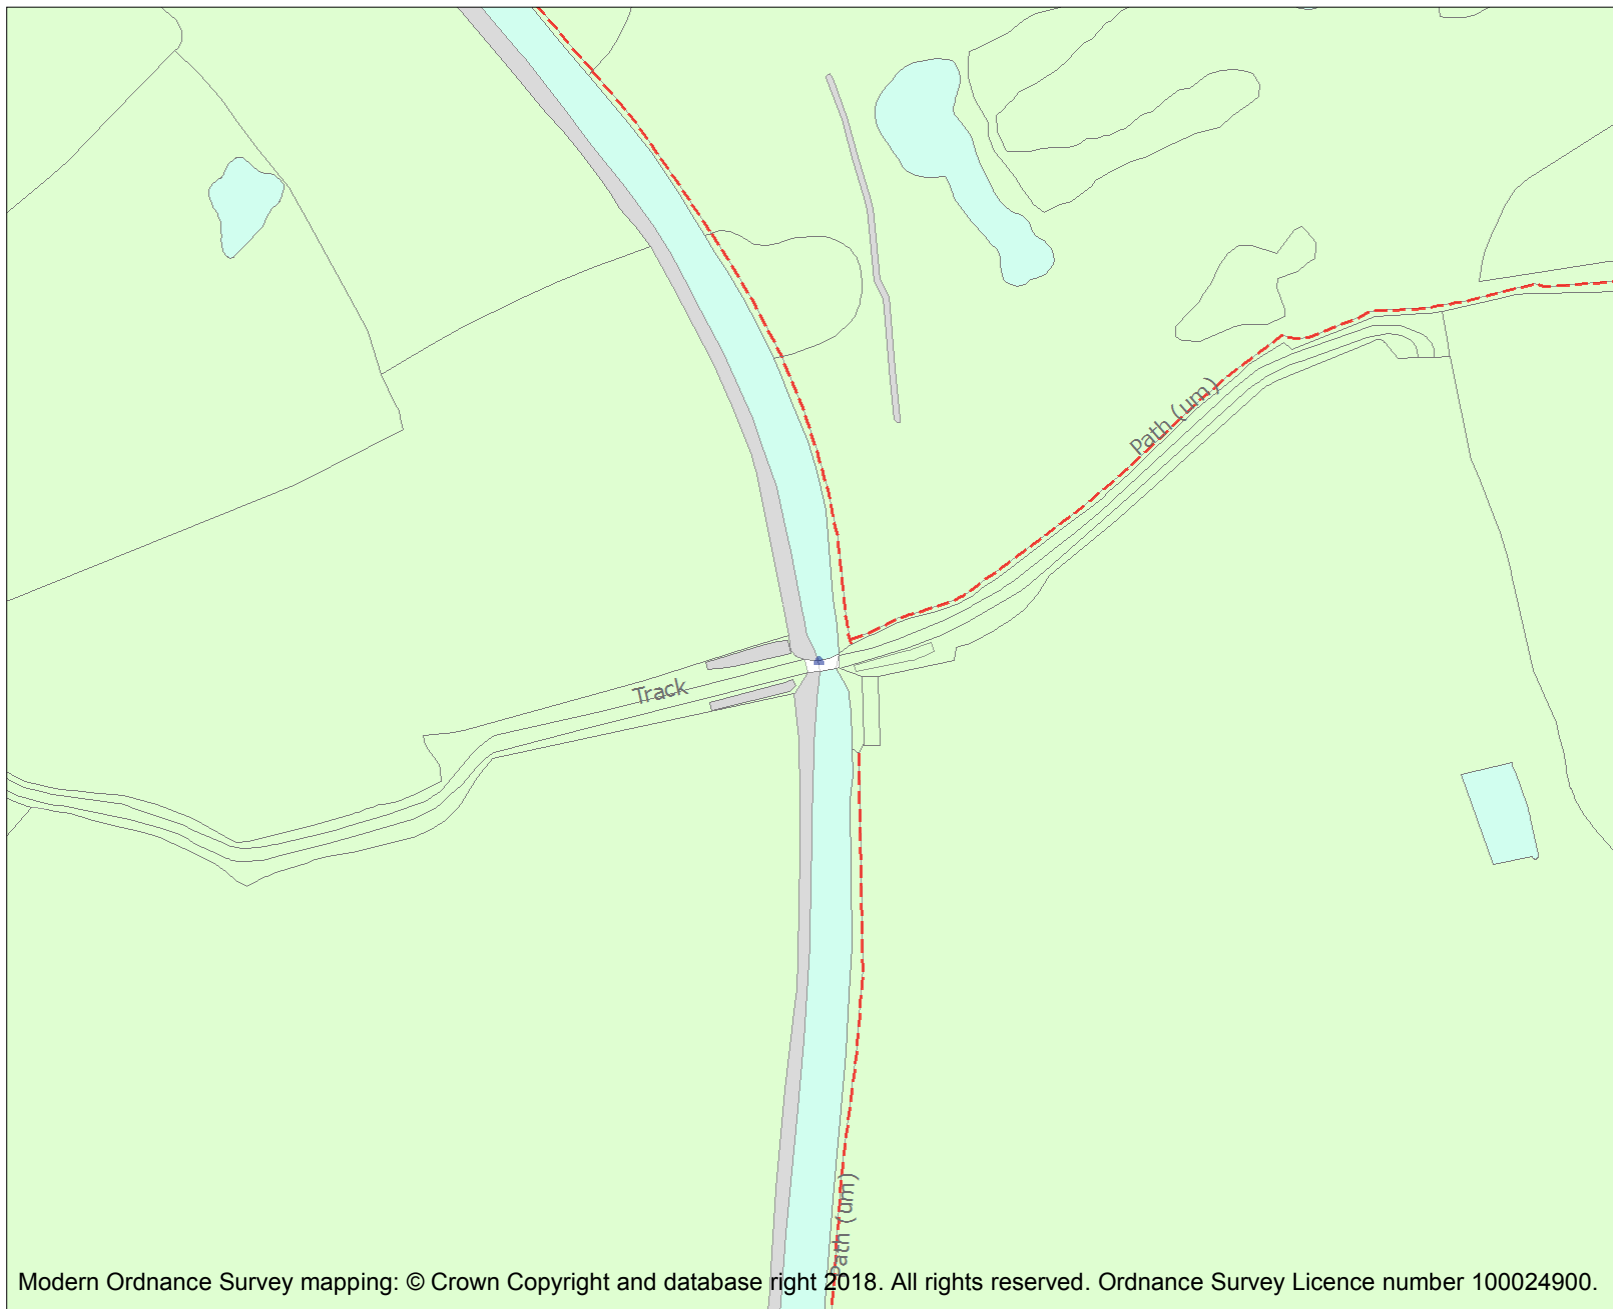 Path (um)
Track
Path (um)
Modern Ordnance Survey mapping: © Crown Copyright and database right 2018. All rights reserved. Ordnance Survey Licence number 100024900.